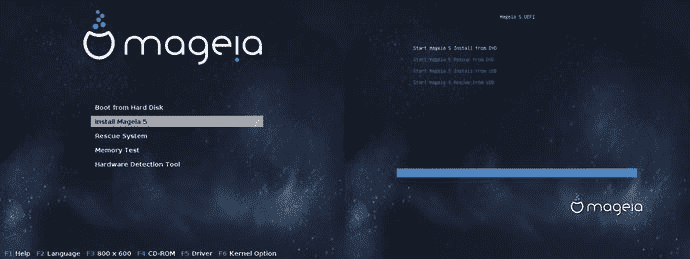 mageia
Boot from Hard Disk
Install Mageia 5
Rescue System
Memory Test
Hardware Detection Tool
F1 Help F2 Language F3 800 x 600 F4 CD-ROM F5 Driver F6 Kernel Option
Mageia 5 UEFI
Start Mageia 5 Install from DVD
Start Mageia 5 Rescue from DVD
Start Mageia 5 Install from USB
Start Mageia 5 Rescue from USB
mageia